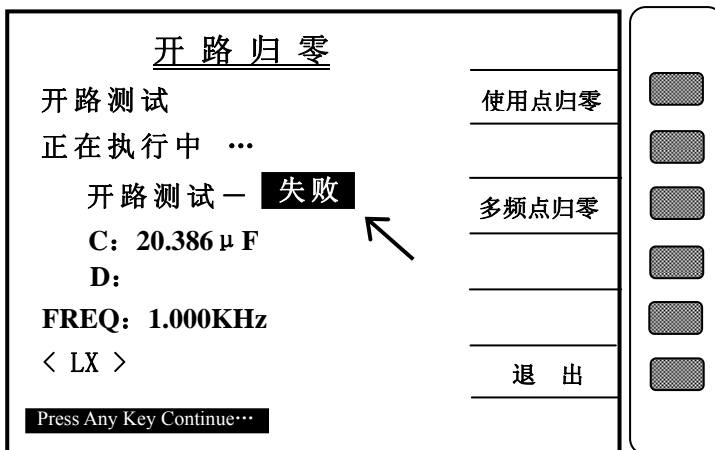 开路归零
开路测试
正在执行中 …
开路测试－ 失败
C：20.386μF
D：
FREQ：1.000KHz
< LX >
Press Any Key Continue…
使用点归零
多频点归零
退 出